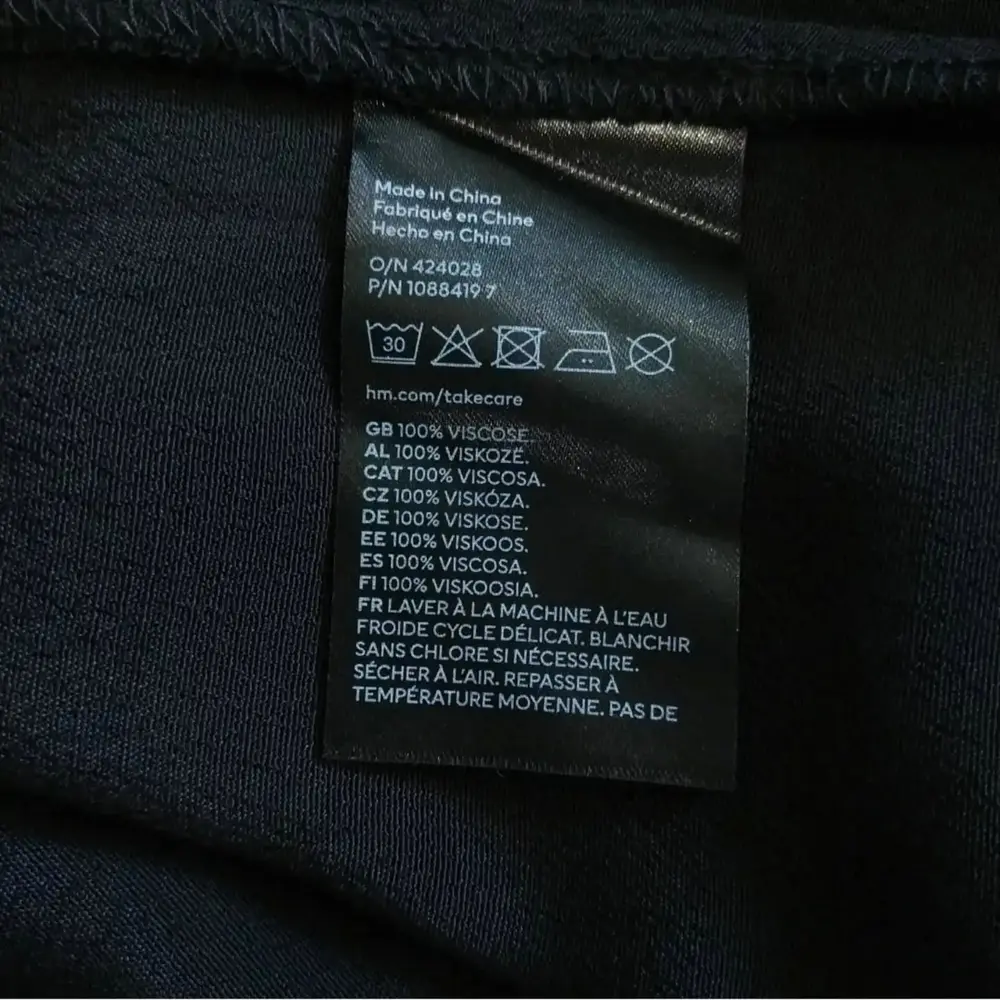 Made in China
Fabriqué en Chine
Hecho en China
O/N 424028
P/N 1088419 7
30
hm.com/takecare
GB 100% VISCOSE.
AL 100% VISKOZË.
CAT 100% VISCOSA.
CZ 100% VISKÓZA.
DE 100% VISKOSE.
EE 100% VISKOOS.
ES 100% VISCOSA.
FI 100% VISKOOSIA.
FR LAVER À LA MACHINE À L'EAU
FROIDE CYCLE DÉLICAT. BLANCHIR
SANS CHLORE SI NÉCESSAIRE.
SÉCHER À L'AIR. REPASSER À
TEMPÉRATURE MOYENNE. PAS DE